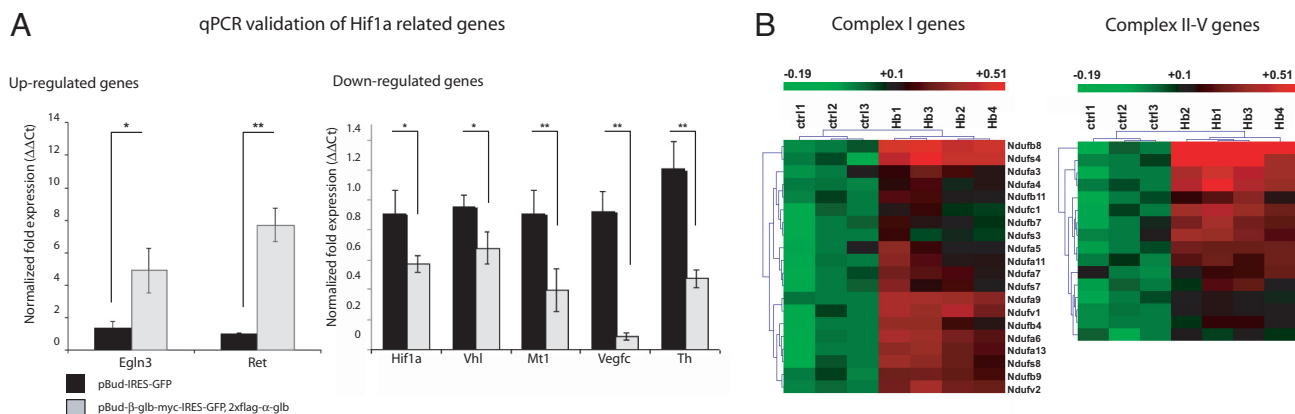 A
qPCR validation of Hif1a related genes
Up-regulated genes
Normalized fold expression (ΔΔCt)
14
12
10
8
6
4
2
0
*
**
Egln3
Ret
pBud-IRES-GFP
pBud-β-glb-myc-IRES-GFP, 2xflag-α-glb
Down-regulated genes
Normalized fold expression (ΔΔCt)
1.4
1.2
1.0
0.8
0.6
0.4
0.2
0
*
*
**
**
**
Hif1a
Vhl
Mt1
Vegfc
Th
B
Complex I genes
-0.19 +0.1 +0.51
ctrl1 ctrl2 ctrl3 Hb1 Hb3 Hb2 Hb4
Ndufb8
Ndufs4
Ndufa3
Ndufa4
Ndufb11
Ndufc1
Ndufb7
Ndufs3
Ndufa5
Ndufa11
Ndufa7
Ndufs7
Ndufa9
Ndufv1
Ndufb4
Ndufa6
Ndufa13
Ndufs8
Ndufb9
Ndufv2
Complex II-V genes
-0.19 +0.1 +0.51
ctrl1 ctrl2 ctrl3 Hb2 Hb1 Hb3 Hb4